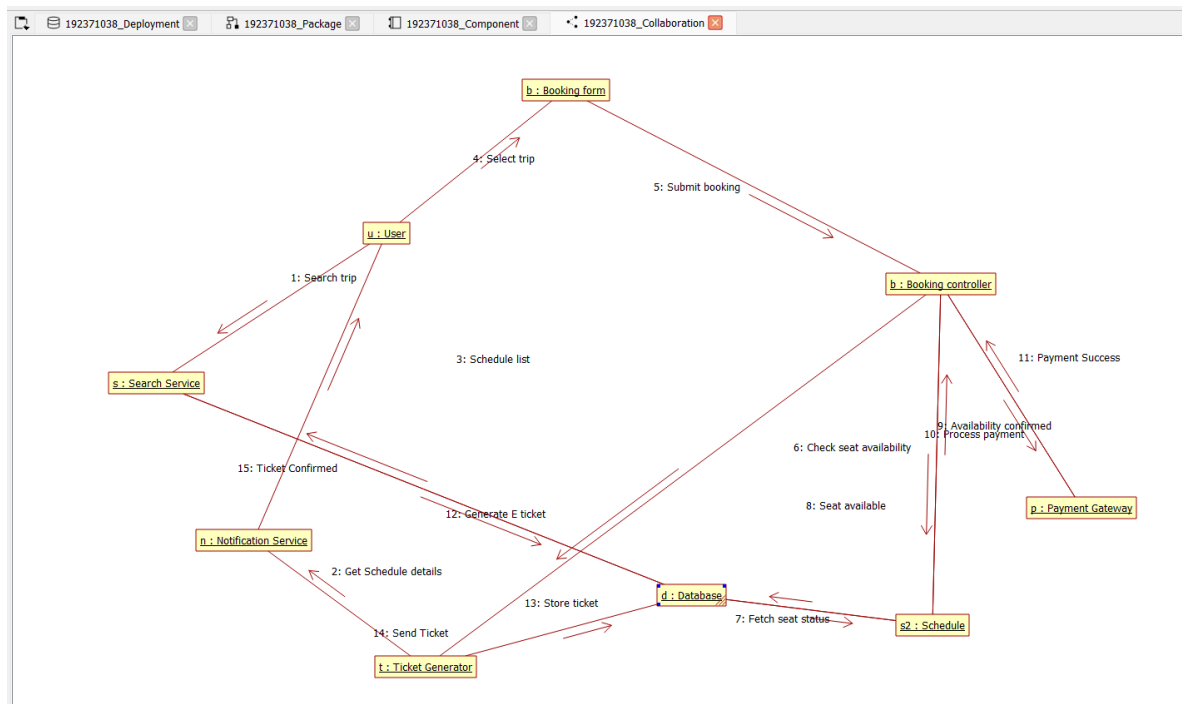 192371038_Deployment
192371038_Package
192371038_Component
192371038_Collaboration
b : Booking form
4: Select trip
5: Submit booking
u : User
1: Search trip
b : Booking controller
3: Schedule list
11: Payment Success
s : Search Service
9: Availability confirmed
10: Process payment
6: Check seat availability
15: Ticket Confirmed
8: Seat available
p : Payment Gateway
12: Generate E ticket
n : Notification Service
2: Get Schedule details
d : Database
13: Store ticket
7: Fetch seat status
s2 : Schedule
14: Send Ticket
t : Ticket Generator